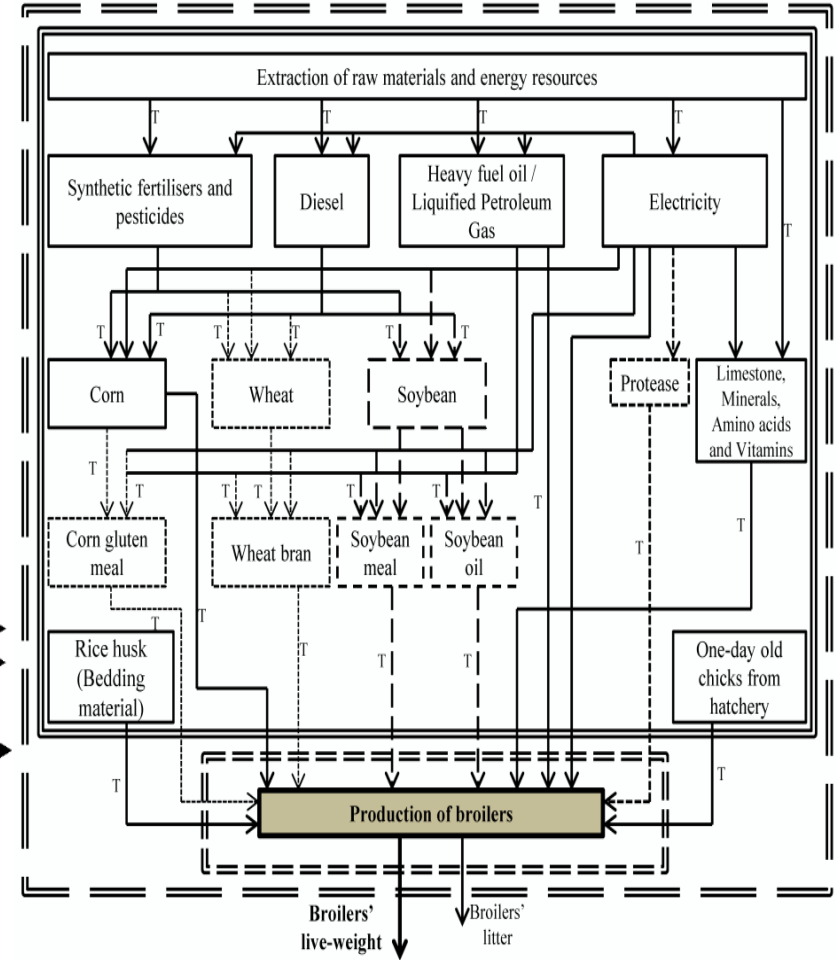 Extraction of raw materials and energy resources
T
T
T
T
Synthetic fertilisers and
pesticides
Diesel
Heavy fuel oil /
Liquified Petroleum
Gas
Electricity
T
T
T
T
T
T
T
Corn
Wheat
Soybean
Protease
Limestone,
Minerals,
Amino acids
and Vitamins
T
T
T
T
T
T
T
T
Corn gluten
meal
Wheat bran
Soybean
meal
Soybean
oil
T
T
T
T
T
T
Rice husk
(Bedding
material)
One-day old
chicks from
hatchery
T
T
Production of broilers
Broilers'
live-weight
Broilers'
litter